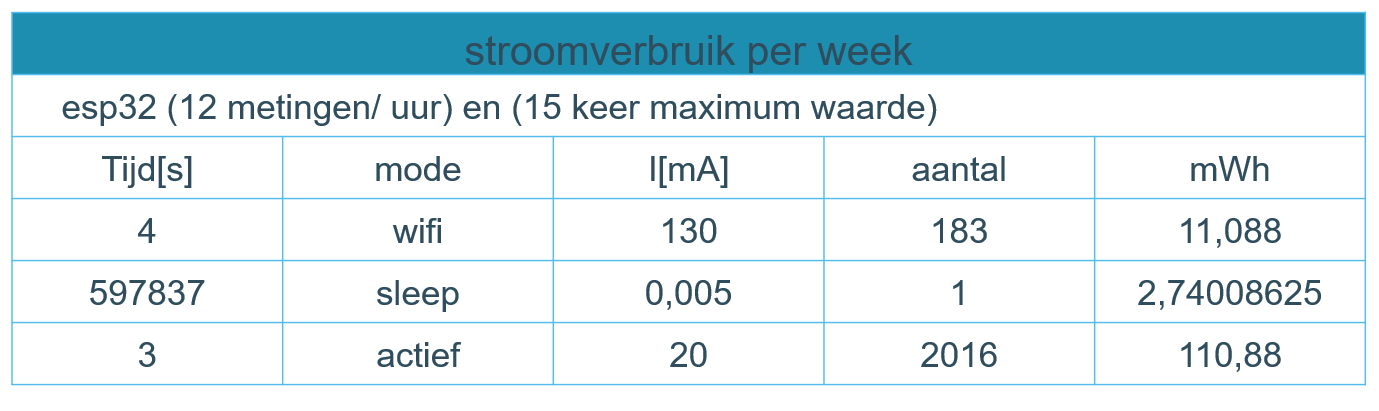 stroomverbruik per week
esp32 (12 metingen/ uur) en (15 keer maximum waarde)
Tijd[s] mode I[mA] aantal mWh
4 wifi 130 183 11,088
597837 sleep 0,005 1 2,74008625
3 actief 20 2016 110,88